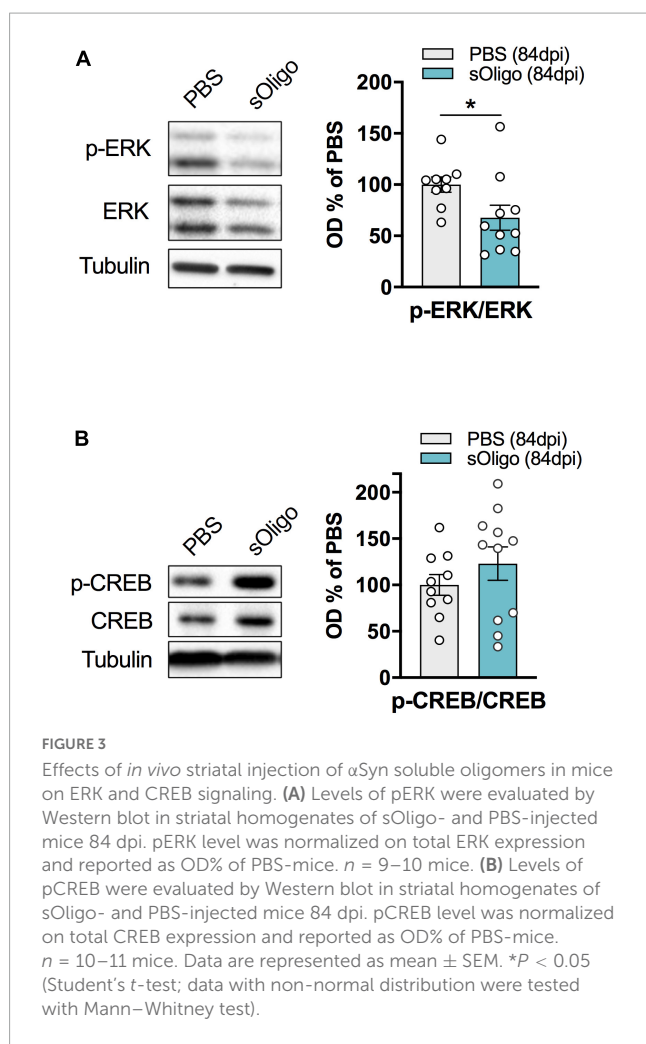 A
PBS
sOligo
p-ERK
ERK
Tubulin
PBS (84dpi)
sOligo (84dpi)
OD % of PBS
200
150
100
50
0
*
p-ERK/ERK
B
PBS
sOligo
p-CREB
CREB
Tubulin
PBS (84dpi)
sOligo (84dpi)
OD % of PBS
200
150
100
50
0
p-CREB/CREB
FIGURE 3
Effects of in vivo striatal injection of αSyn soluble oligomers in mice
on ERK and CREB signaling. (A) Levels of pERK were evaluated by
Western blot in striatal homogenates of sOligo- and PBS-injected
mice 84 dpi. pERK level was normalized on total ERK expression
and reported as OD% of PBS-mice. n = 9–10 mice. (B) Levels of
pCREB were evaluated by Western blot in striatal homogenates of
sOligo- and PBS-injected mice 84 dpi. pCREB level was normalized
on total CREB expression and reported as OD% of PBS-mice.
n = 10–11 mice. Data are represented as mean ± SEM. *P < 0.05
(Student's t-test; data with non-normal distribution were tested
with Mann–Whitney test).